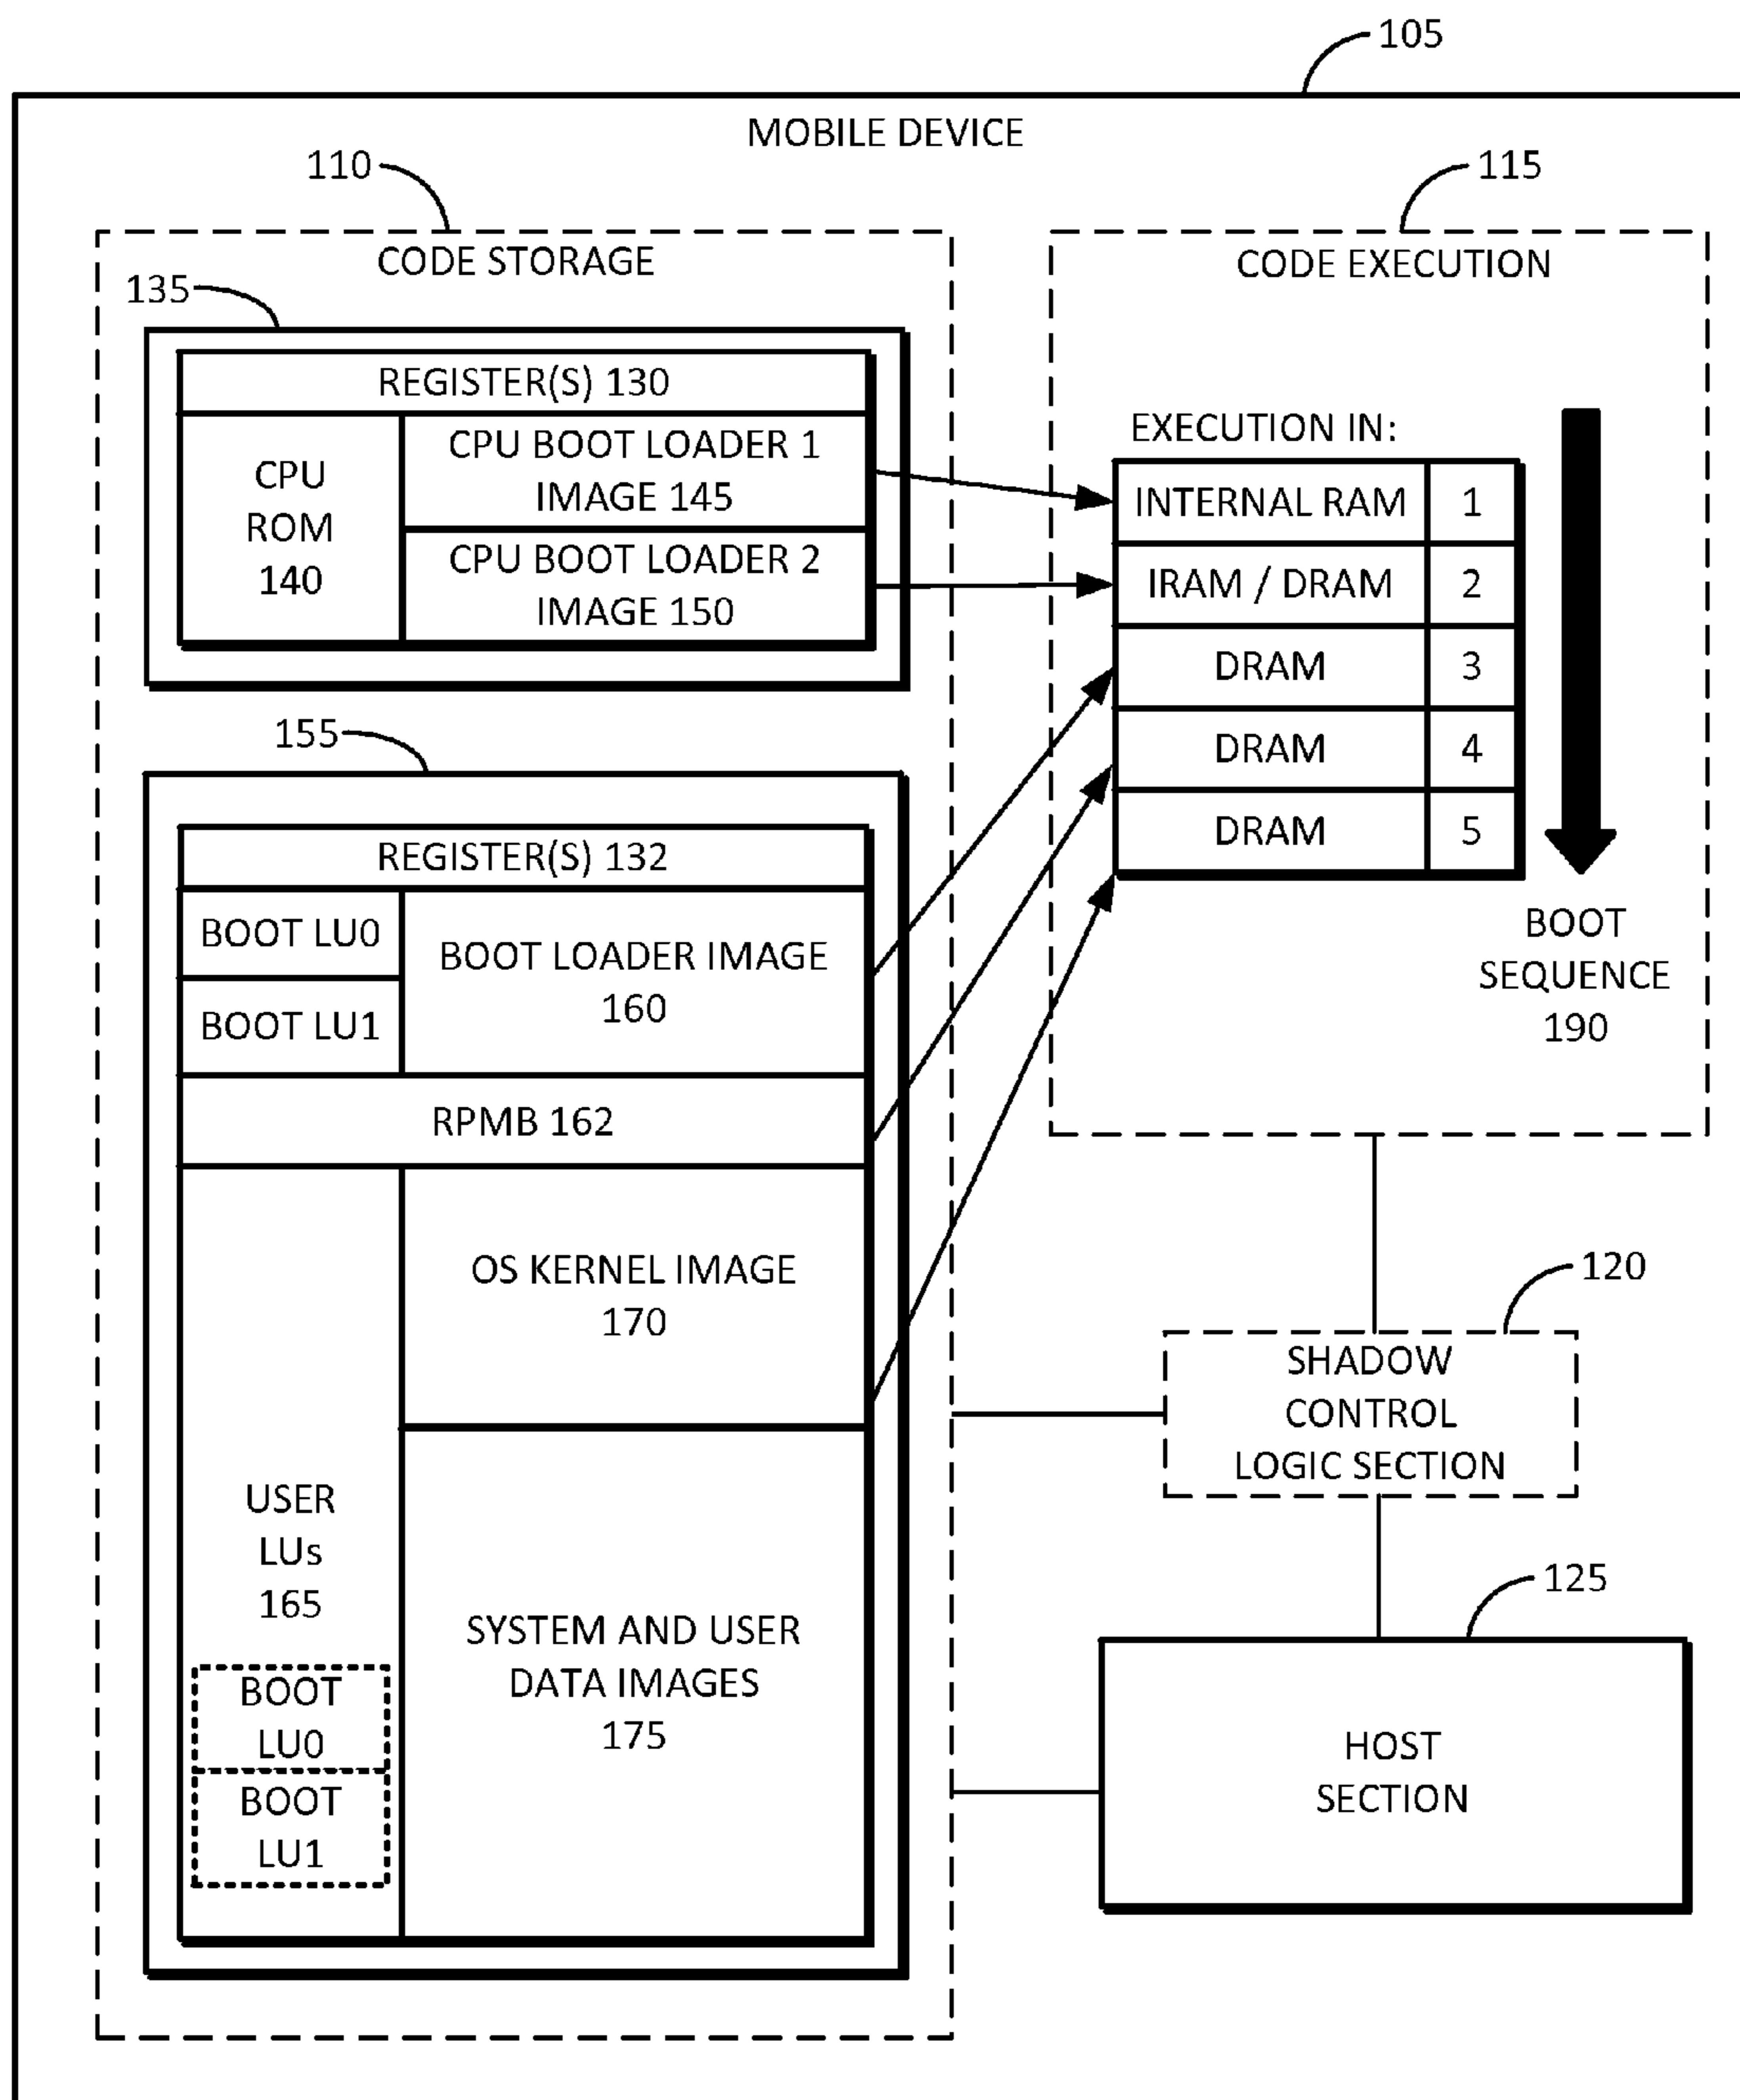 105
MOBILE DEVICE
110
115
CODE STORAGE
CODE EXECUTION
135
REGISTER(S) 130
CPU
ROM
140
CPU BOOT LOADER 1
IMAGE 145
CPU BOOT LOADER 2
IMAGE 150
EXECUTION IN:
INTERNAL RAM 1
IRAM / DRAM 2
DRAM 3
DRAM 4
DRAM 5
BOOT
SEQUENCE
190
155
REGISTER(S) 132
BOOT LU0
BOOT LU1
BOOT LOADER IMAGE
160
RPMB 162
OS KERNEL IMAGE
170
USER
LUs
165
BOOT
LU0
BOOT
LU1
SYSTEM AND USER
DATA IMAGES
175
120
SHADOW
CONTROL
LOGIC SECTION
125
HOST
SECTION